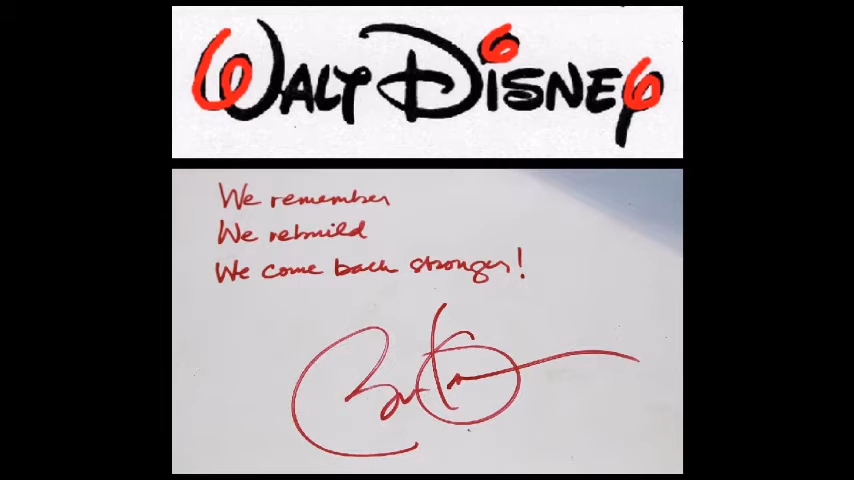 WALT DISNEY
We remember
We rebuild
We come back stronger!